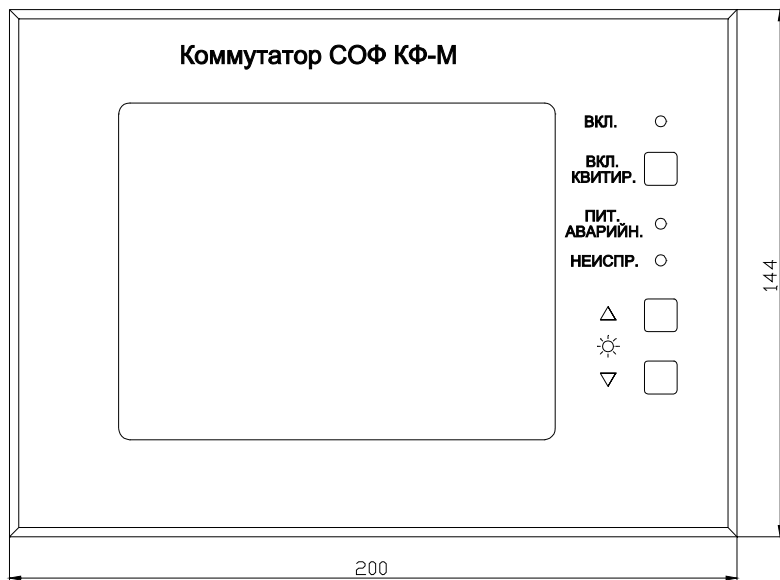 Коммутатор СОФ КФ-М
ВКЛ.
ВКЛ.
КВИТИР.
ПИТ.
АВАРИЙН.
НЕИСПР.
144
200